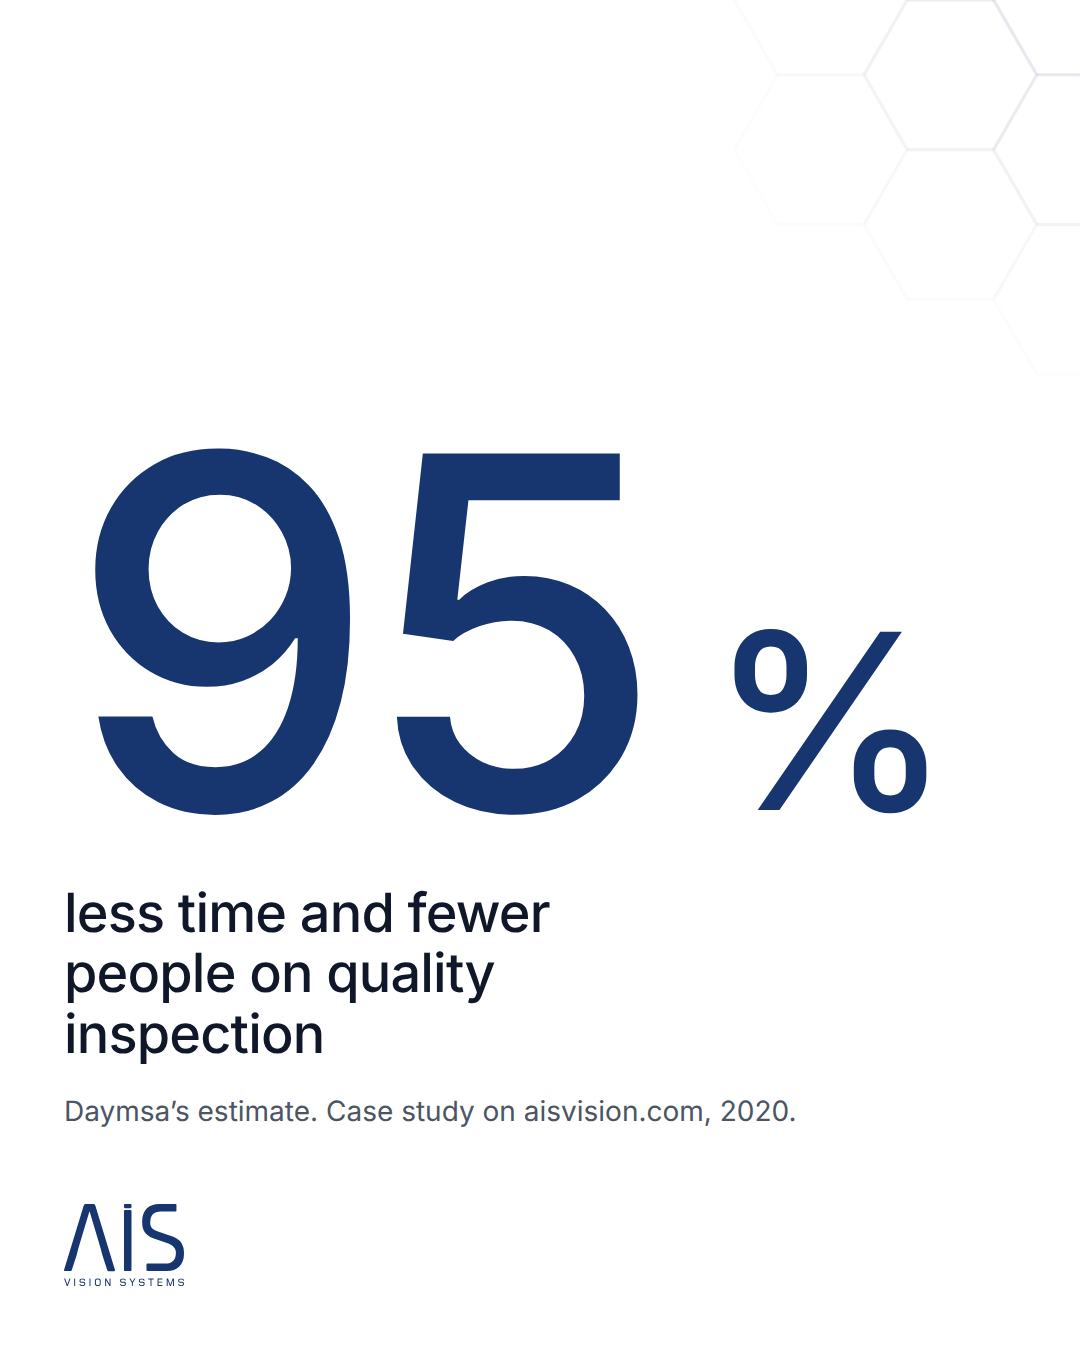 95 %
less time and fewer
people on quality
inspection
Daymsa’s estimate. Case study on aisvision.com, 2020.
AiS
VISION SYSTEMS